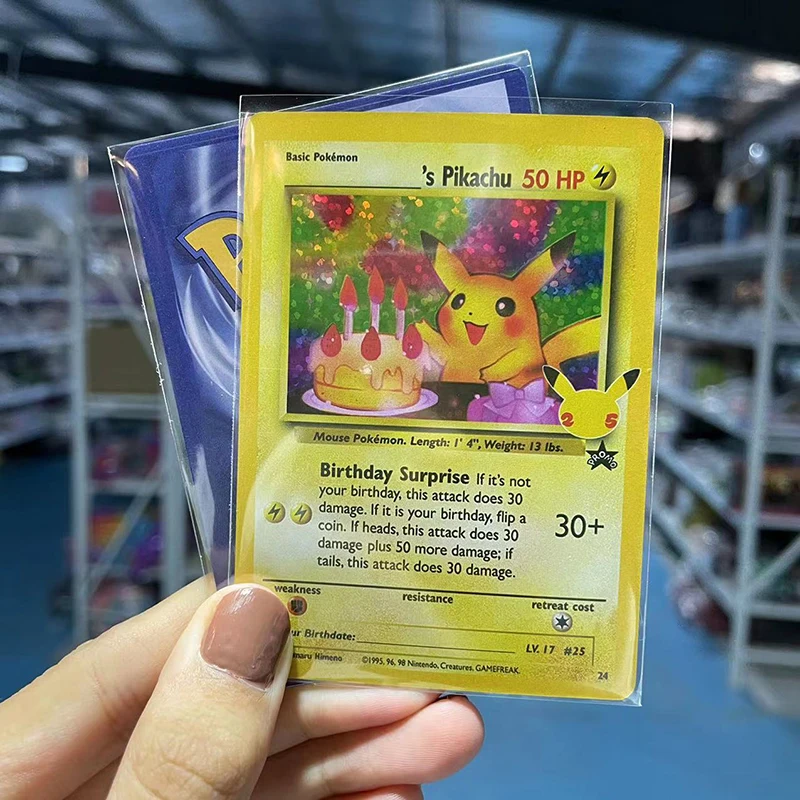 Basic Pokémon
's Pikachu 50 HP
25
PROMO
Mouse Pokémon. Length: 1' 4", Weight: 13 lbs.
Birthday Surprise If it's not
your birthday, this attack does 30
damage. If it is your birthday, flip a
coin. If heads, this attack does 30
damage plus 50 more damage; if
tails, this attack does 30 damage.
30+
weakness
resistance
retreat cost
ur Birthdate:
LV. 17 #25
Himeno
©1995, 96, 98 Nintendo, Creatures, GAMEFREAK.
24